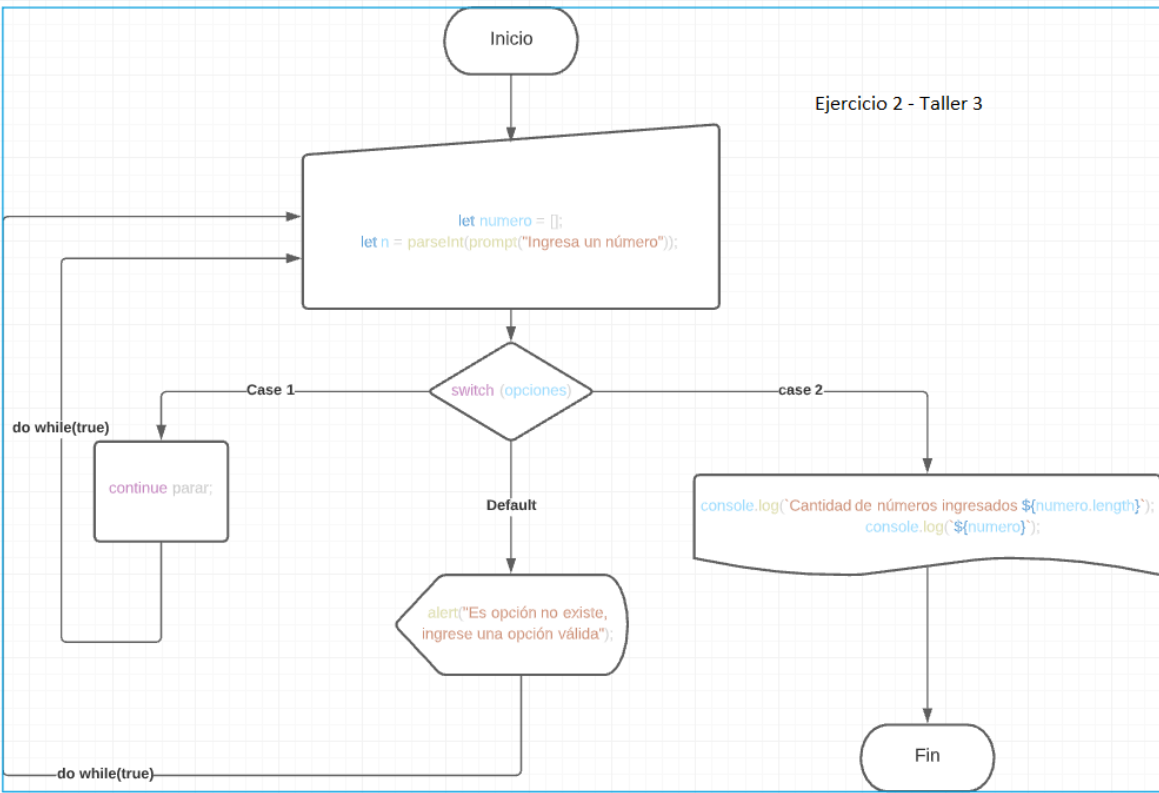 Inicio
Ejercicio 2 - Taller 3
let numero = [];
let n = parseInt(prompt("Ingresa un número"));
switch (opciones)
Case 1
case 2
do while(true)
continue parar;
Default
console.log(`Cantidad de números ingresados ${numero.length}`);
console.log(`${numero}`);
alert("Es opción no existe,
ingrese una opción válida");
Fin
do while(true)